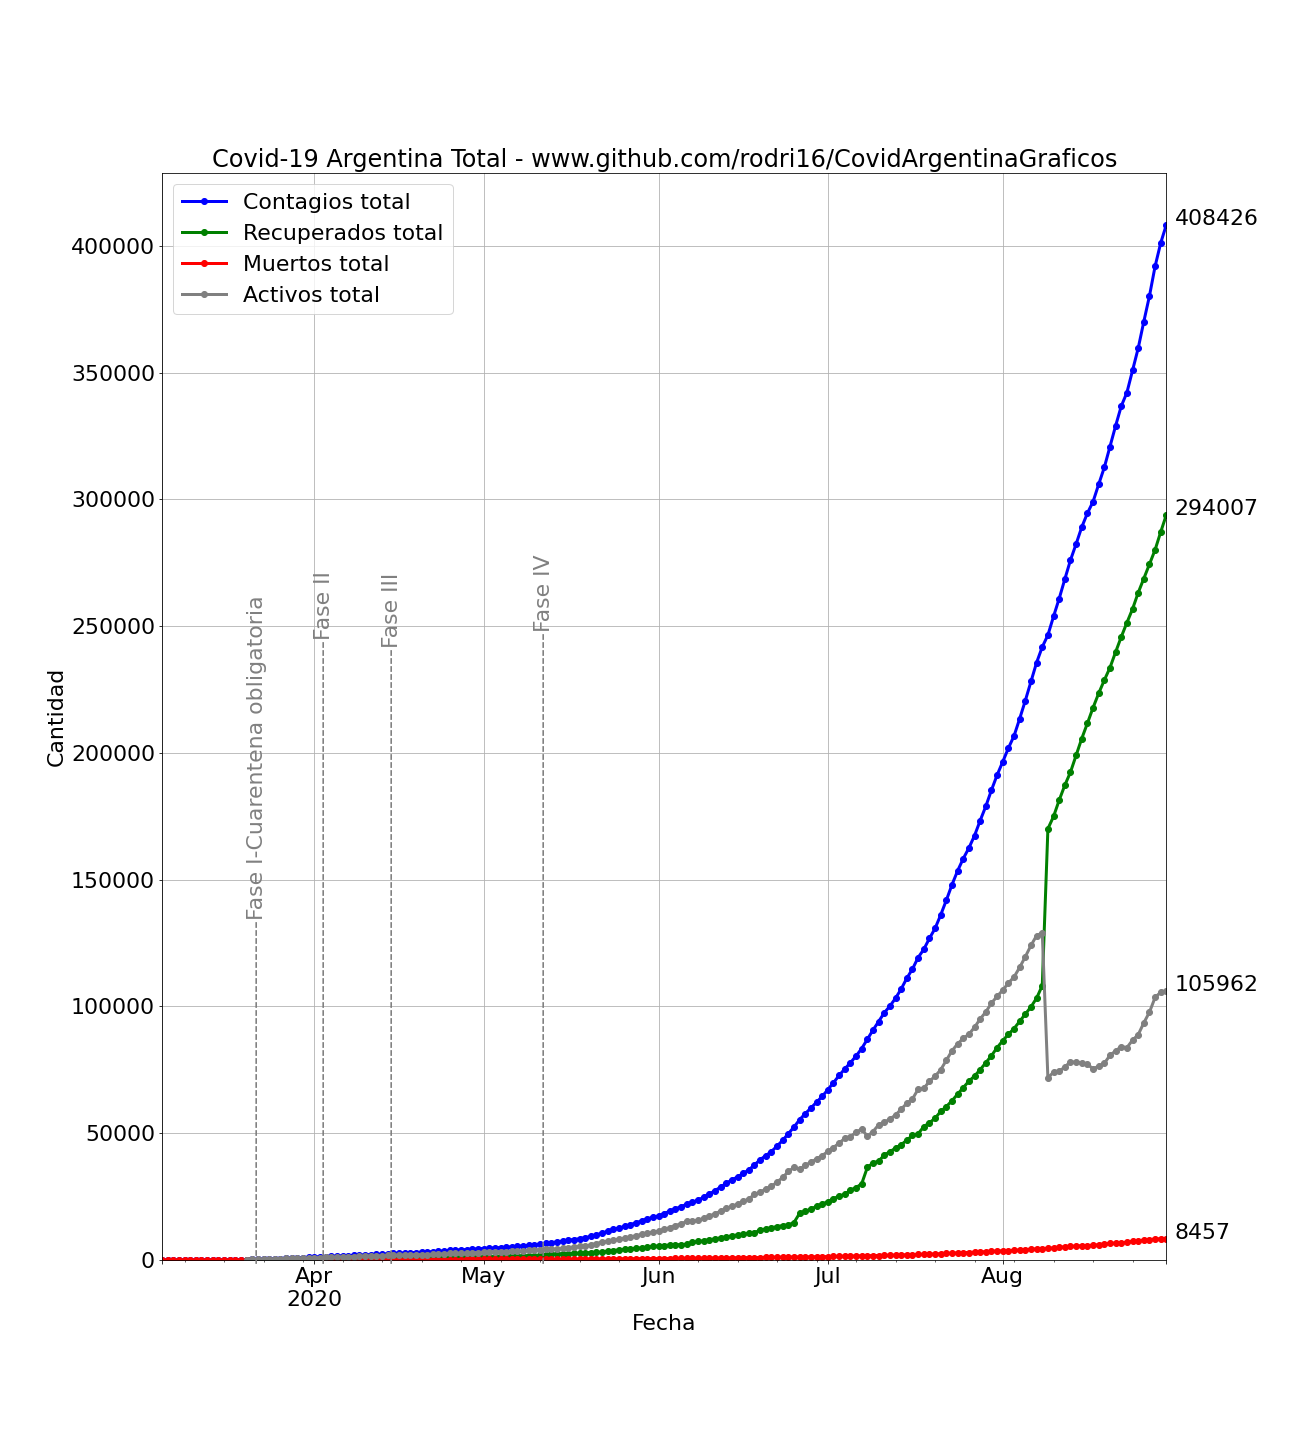 Covid-19 Argentina Total - www.github.com/rodri16/CovidArgentinaGraficos
Contagios total
Recuperados total
Muertos total
Activos total
408426
294007
105962
8457
400000
350000
300000
250000
200000
150000
100000
50000
0
Cantidad
Fase I-Cuarentena obligatoria
Fase II
Fase III
Fase IV
Apr
2020
May
Jun
Jul
Aug
Fecha